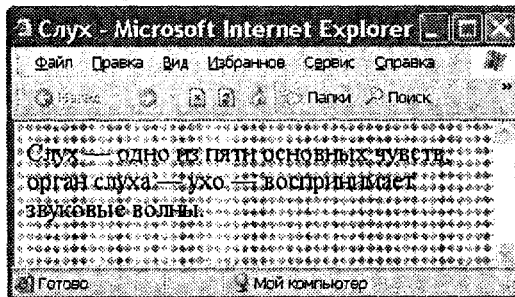 Слух - Microsoft Internet Explorer
Файл Правка Вид Избранное Сервис Справка
Назад Папки Поиск »
Слух — одно из пяти основных чувств,
орган слуха — ухо — воспринимает
звуковые волны.
Готово Мой компьютер